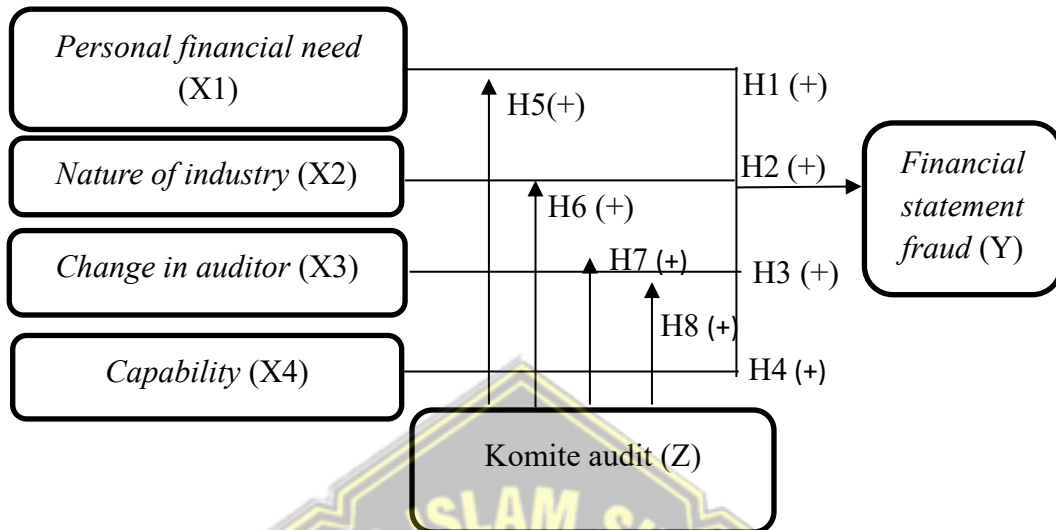 Personal financial need
(X1)
H1 (+)
H5(+)
Nature of industry (X2)
H2 (+)
H6 (+)
Financial
statement
fraud (Y)
Change in auditor (X3)
H7 (+)
H3 (+)
H8 (+)
Capability (X4)
H4 (+)
Komite audit (Z)
ISLAM